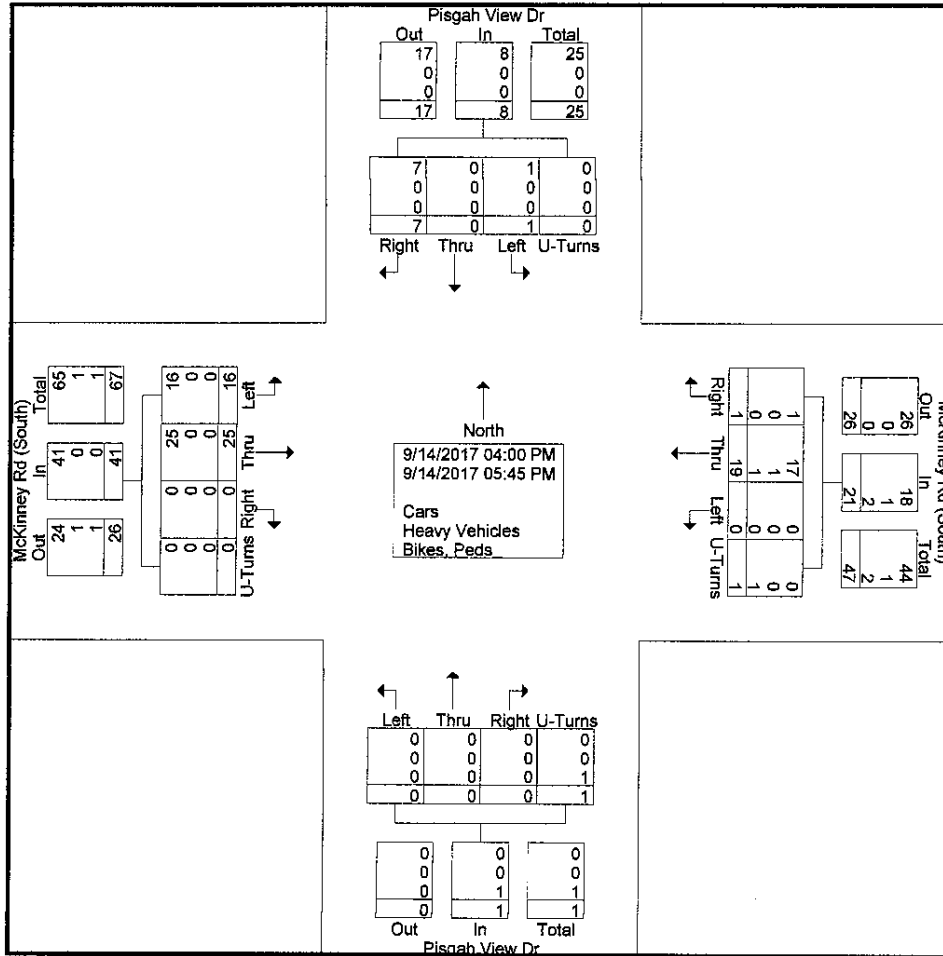 Pisgah View Dr
Out In Total
17 8 25
0 0 0
0 0 0
17 8 25
7 0 1 0
0 0 0 0
0 0 0 0
7 0 1 0
Right Thru Left U-Turns
McKinney Rd (South)
Total In Out
65 1 1 67
41 0 0 41
24 1 1 26
16 0 0 16 Left
25 0 0 25 Thru
0 0 0 0 Right
0 0 0 0 U-Turns
North
9/14/2017 04:00 PM
9/14/2017 05:45 PM
Cars
Heavy Vehicles
Bikes, Peds
Right 1 0 0 1
Thru 17 1 1 19
Left 0 0 0 0
U-Turns 0 0 1 1
McKinney Rd (South)
Out In Total
26 0 0 26
18 1 2 21
44 1 2 47
Left Thru Right U-Turns
0 0 0 0
0 0 0 0
0 0 0 1
0 0 0 1
0 0 0
0 0 0
0 1 1
0 1 1
Out In Total
Pisgah View Dr